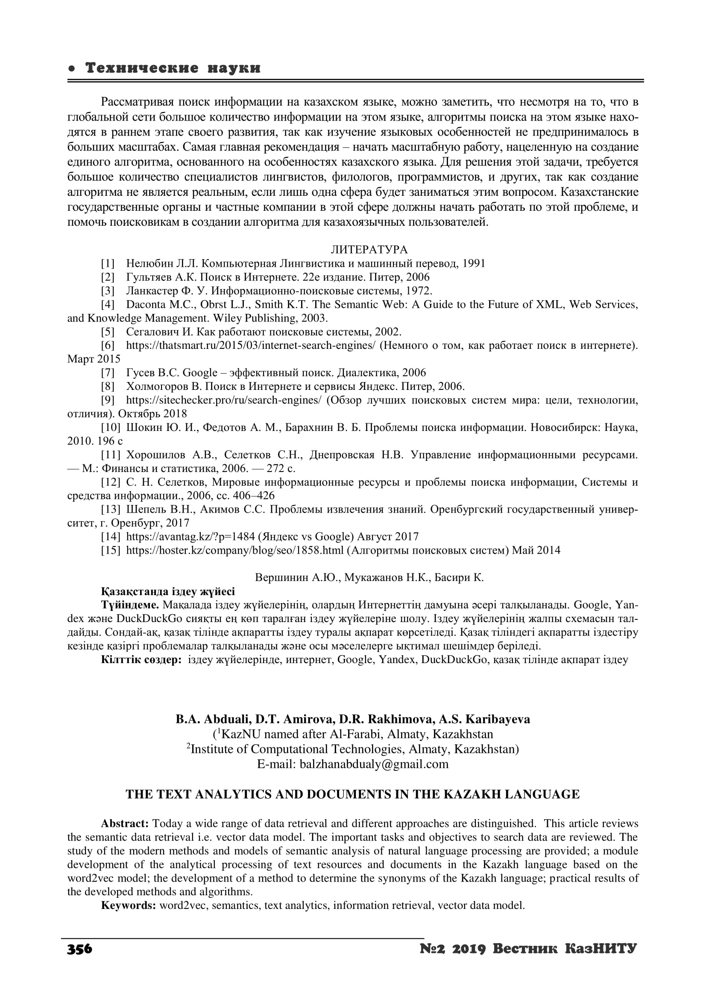 • Технические науки
Рассматривая поиск информации на казахском языке, можно заметить, что несмотря на то, что в
глобальной сети большое количество информации на этом языке, алгоритмы поиска на этом языке нахо-
дятся в раннем этапе своего развития, так как изучение языковых особенностей не предпринималось в
больших масштабах. Самая главная рекомендация – начать масштабную работу, нацеленную на создание
единого алгоритма, основанного на особенностях казахского языка. Для решения этой задачи, требуется
большое количество специалистов лингвистов, филологов, программистов, и других, так как создание
алгоритма не является реальным, если лишь одна сфера будет заниматься этим вопросом. Казахстанские
государственные органы и частные компании в этой сфере должны начать работать по этой проблеме, и
помочь поисковикам в создании алгоритма для казахоязычных пользователей.
ЛИТЕРАТУРА
[1] Нелюбин Л.Л. Компьютерная Лингвистика и машинный перевод, 1991
[2] Гультяев А.К. Поиск в Интернете. 22е издание. Питер, 2006
[3] Ланкастер Ф. У. Информационно-поисковые системы, 1972.
[4] Daconta M.C., Obrst L.J., Smith K.T. The Semantic Web: A Guide to the Future of XML, Web Services,
and Knowledge Management. Wiley Publishing, 2003.
[5] Сегалович И. Как работают поисковые системы, 2002.
[6] https://thatsmart.ru/2015/03/internet-search-engines/ (Немного о том, как работает поиск в интернете).
Март 2015
[7] Гусев В.С. Google – эффективный поиск. Диалектика, 2006
[8] Холмогоров В. Поиск в Интернете и сервисы Яндекс. Питер, 2006.
[9] https://sitechecker.pro/ru/search-engines/ (Обзор лучших поисковых систем мира: цели, технологии,
отличия). Октябрь 2018
[10] Шокин Ю. И., Федотов А. М., Барахнин В. Б. Проблемы поиска информации. Новосибирск: Наука,
2010. 196 с
[11] Хорошилов А.В., Селетков С.Н., Днепровская Н.В. Управление информационными ресурсами.
— М.: Финансы и статистика, 2006. — 272 с.
[12] С. Н. Селетков, Мировые информационные ресурсы и проблемы поиска информации, Системы и
средства информации., 2006, сс. 406–426
[13] Шепель В.Н., Акимов С.С. Проблемы извлечения знаний. Оренбургский государственный универ-
ситет, г. Оренбург, 2017
[14] https://avantag.kz/?p=1484 (Яндекс vs Google) Август 2017
[15] https://hoster.kz/company/blog/seo/1858.html (Алгоритмы поисковых систем) Май 2014
Вершинин А.Ю., Мукажанов Н.К., Басири К.
Қазақстанда іздеу жүйесі
Түйіндеме. Мақалада іздеу жүйелерінің, олардың Интернеттің дамуына әсері талқыланады. Google, Yan-
dex және DuckDuckGo сияқты ең көп таралған іздеу жүйелеріне шолу. Іздеу жүйелерінің жалпы схемасын тал-
дайды. Сондай-ақ, қазақ тілінде ақпаратты іздеу туралы ақпарат көрсетіледі. Қазақ тіліндегі ақпаратты іздестіру
кезінде қазіргі проблемалар талқыланады және осы мәселелерге ықтимал шешімдер беріледі.
Кілттік сөздер: іздеу жүйелерінде, интернет, Google, Yandex, DuckDuckGo, қазақ тілінде ақпарат іздеу
B.A. Abduali, D.T. Amirova, D.R. Rakhimova, A.S. Karibayeva
(¹KazNU named after Al-Farabi, Almaty, Kazakhstan
²Institute of Computational Technologies, Almaty, Kazakhstan)
E-mail: balzhanabdualy@gmail.com
THE TEXT ANALYTICS AND DOCUMENTS IN THE KAZAKH LANGUAGE
Abstract: Today a wide range of data retrieval and different approaches are distinguished. This article reviews
the semantic data retrieval i.e. vector data model. The important tasks and objectives to search data are reviewed. The
study of the modern methods and models of semantic analysis of natural language processing are provided; a module
development of the analytical processing of text resources and documents in the Kazakh language based on the
word2vec model; the development of a method to determine the synonyms of the Kazakh language; practical results of
the developed methods and algorithms.
Keywords: word2vec, semantics, text analytics, information retrieval, vector data model.
356 №2 2019 Вестник КазНИТУ